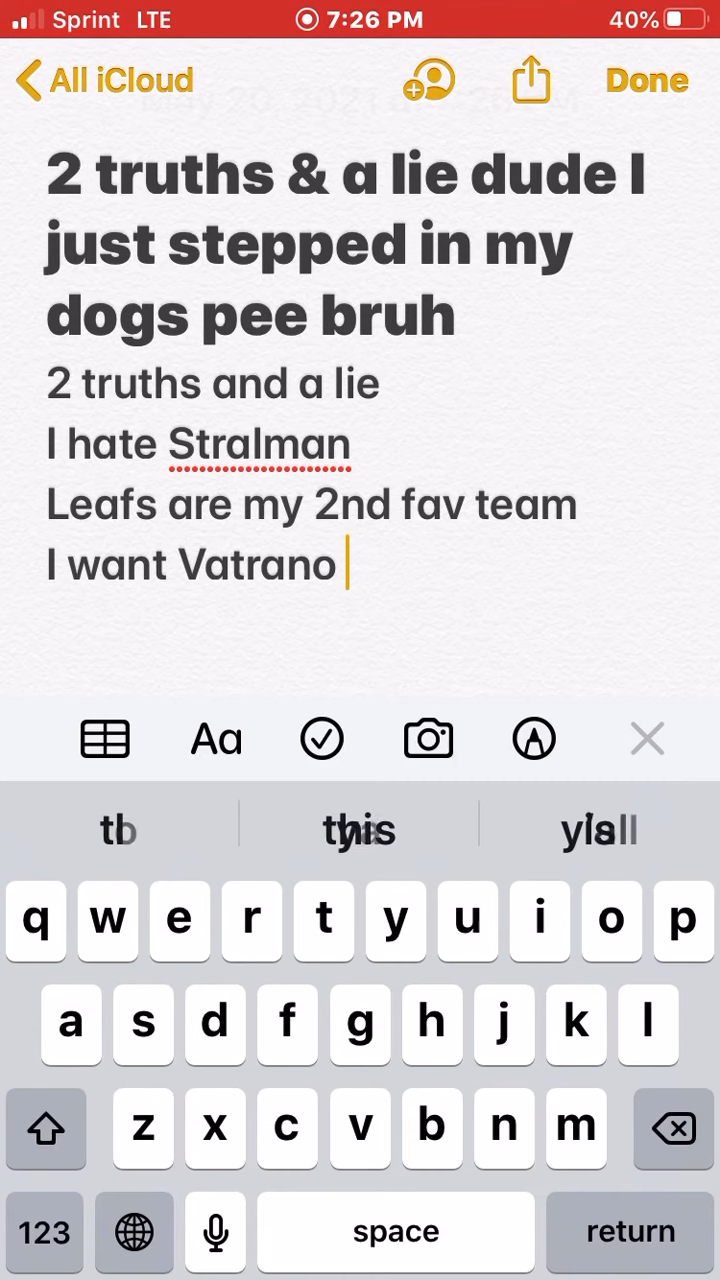 Sprint LTE 7:26 PM 40%
All iCloud Done
2 truths & a lie dude I
just stepped in my
dogs pee bruh
2 truths and a lie
I hate Stralman
Leafs are my 2nd fav team
I want Vatrano
q w e r t y u i o p
a s d f g h j k l
z x c v b n m
123 space return